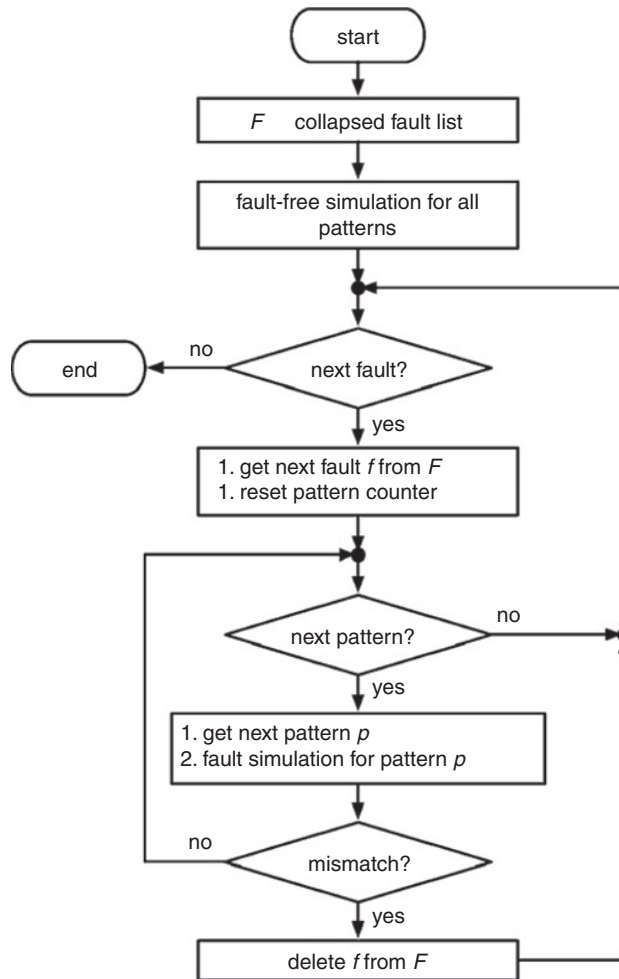 start
F collapsed fault list
fault-free simulation for all
patterns
no
end
next fault?
yes
1. get next fault f from F
1. reset pattern counter
next pattern?
no
yes
1. get next pattern p
2. fault simulation for pattern p
no
mismatch?
yes
delete f from F